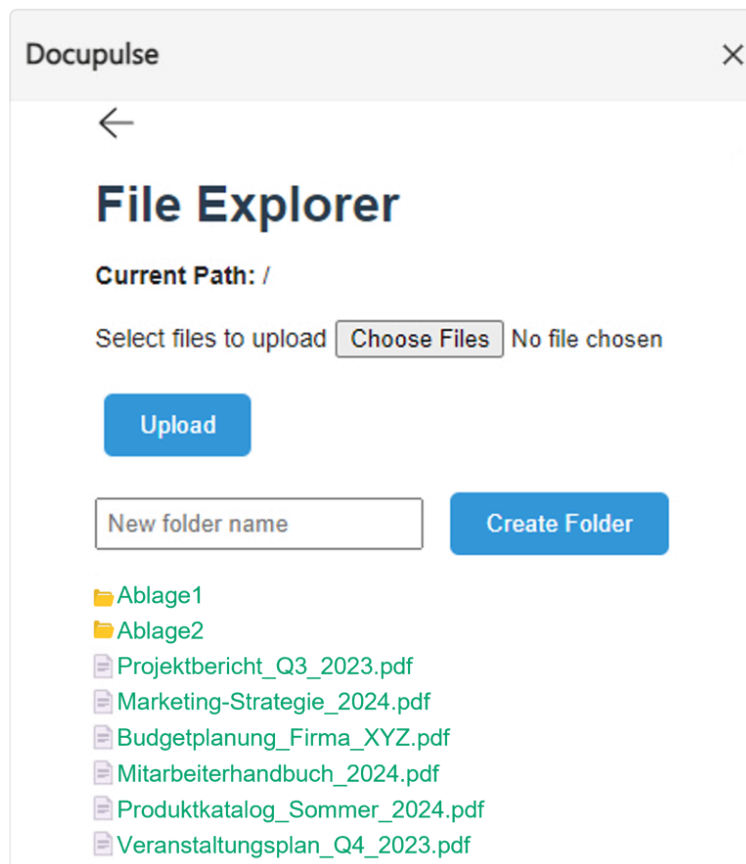 Docupulse
File Explorer
Current Path: /
Select files to upload Choose Files No file chosen
Upload
New folder name Create Folder
Ablage1
Ablage2
Projektbericht_Q3_2023.pdf
Marketing-Strategie_2024.pdf
Budgetplanung_Firma_XYZ.pdf
Mitarbeiterhandbuch_2024.pdf
Produktkatalog_Sommer_2024.pdf
Veranstaltungsplan_Q4_2023.pdf